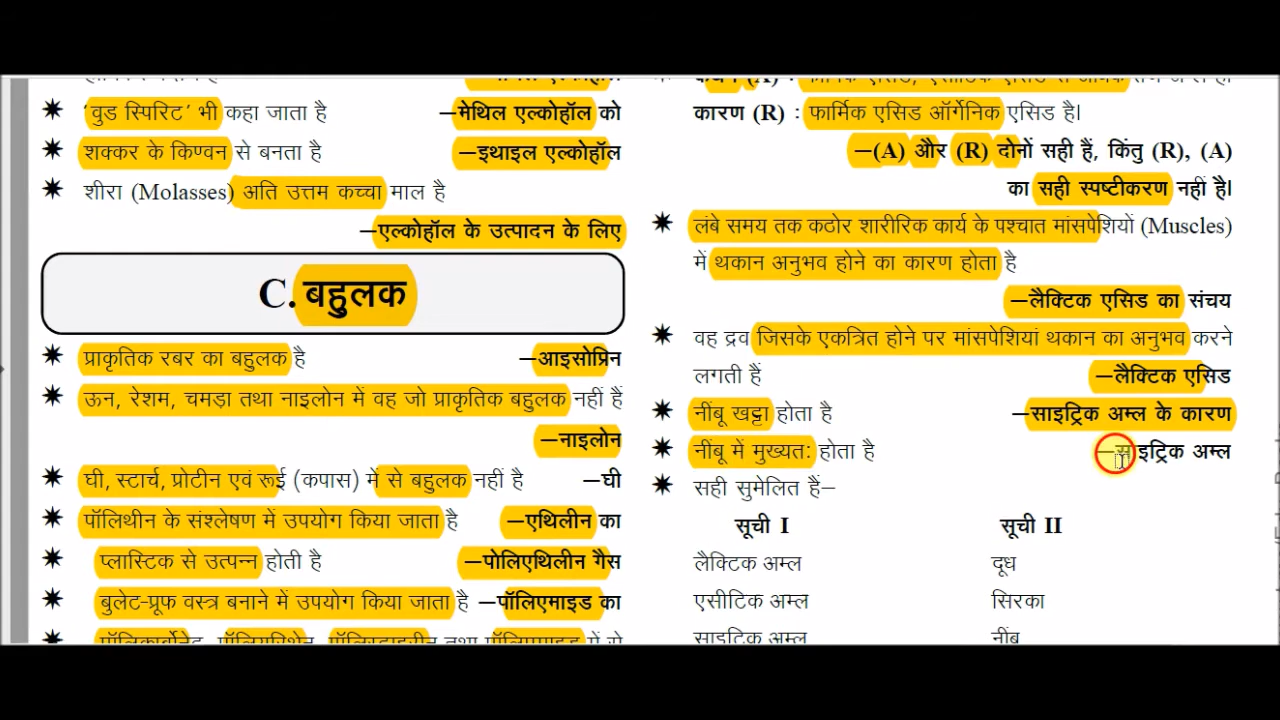 'वुड स्पिरिट' भी कहा जाता है —मेथिल एल्कोहॉल को
शक्कर के किण्वन से बनता है —इथाइल एल्कोहॉल
शीरा (Molasses) अति उत्तम कच्चा माल है
—एल्कोहॉल के उत्पादन के लिए
C. बहुलक
प्राकृतिक रबर का बहुलक है —आइसोप्रिन
ऊन, रेशम, चमड़ा तथा नाइलोन में वह जो प्राकृतिक बहुलक नहीं हैं
—नाइलोन
घी, स्टार्च, प्रोटीन एवं रूई (कपास) में से बहुलक नहीं है —घी
पॉलिथीन के संश्लेषण में उपयोग किया जाता है —एथिलीन का
प्लास्टिक से उत्पन्न होती है —पोलिएथिलीन गैस
बुलेट-प्रूफ वस्त्र बनाने में उपयोग किया जाता है —पॉलिएमाइड का
कारण (R) : फार्मिक एसिड ऑर्गेनिक एसिड है।
—(A) और (R) दोनों सही हैं, किंतु (R), (A)
का सही स्पष्टीकरण नहीं है।
लंबे समय तक कठोर शारीरिक कार्य के पश्चात मांसपेशियों (Muscles)
में थकान अनुभव होने का कारण होता है
—लैक्टिक एसिड का संचय
वह द्रव जिसके एकत्रित होने पर मांसपेशियां थकान का अनुभव करने
लगती हैं —लैक्टिक एसिड
नींबू खट्टा होता है —साइट्रिक अम्ल के कारण
नींबू में मुख्यतः होता है —साइट्रिक अम्ल
सही सुमेलित हैं—
सूची I सूची II
लैक्टिक अम्ल दूध
एसीटिक अम्ल सिरका
साइट्रिक अम्ल नींबू